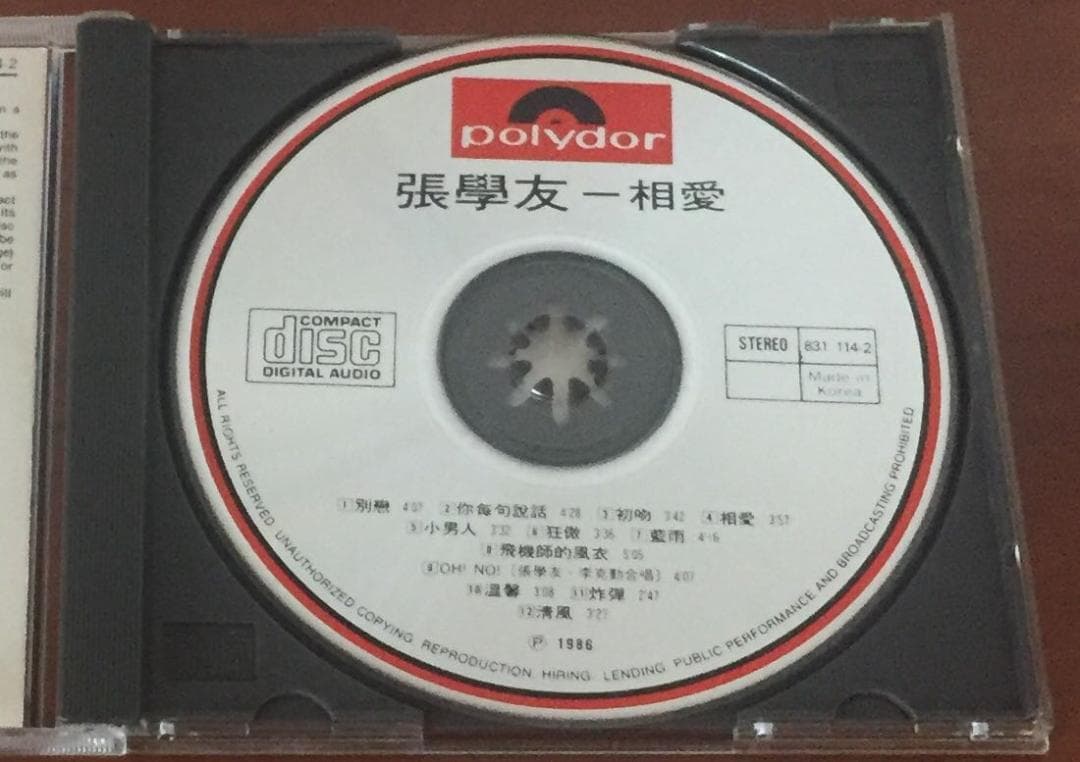 polydor
張學友－相愛
COMPACT
disc
DIGITAL AUDIO
STEREO 831 114-2
Made in
Korea
1 別戀 4:07 2 你每句說話 4:28 3 初吻 3:42 4 相愛 3:57
5 小男人 3:32 6 狂傲 3:36 7 藍雨 4:16
8 飛機師的風衣 5:05
9 OH! NO! (張學友·李克勤合唱) 4:07
10 溫馨 3:08 11 炸彈 2:47
12 清風 3:27
Ⓟ 1986
ALL RIGHTS RESERVED. UNAUTHORIZED COPYING. REPRODUCTION. HIRING. LENDING. PUBLIC PERFORMANCE AND BROADCASTING PROHIBITED